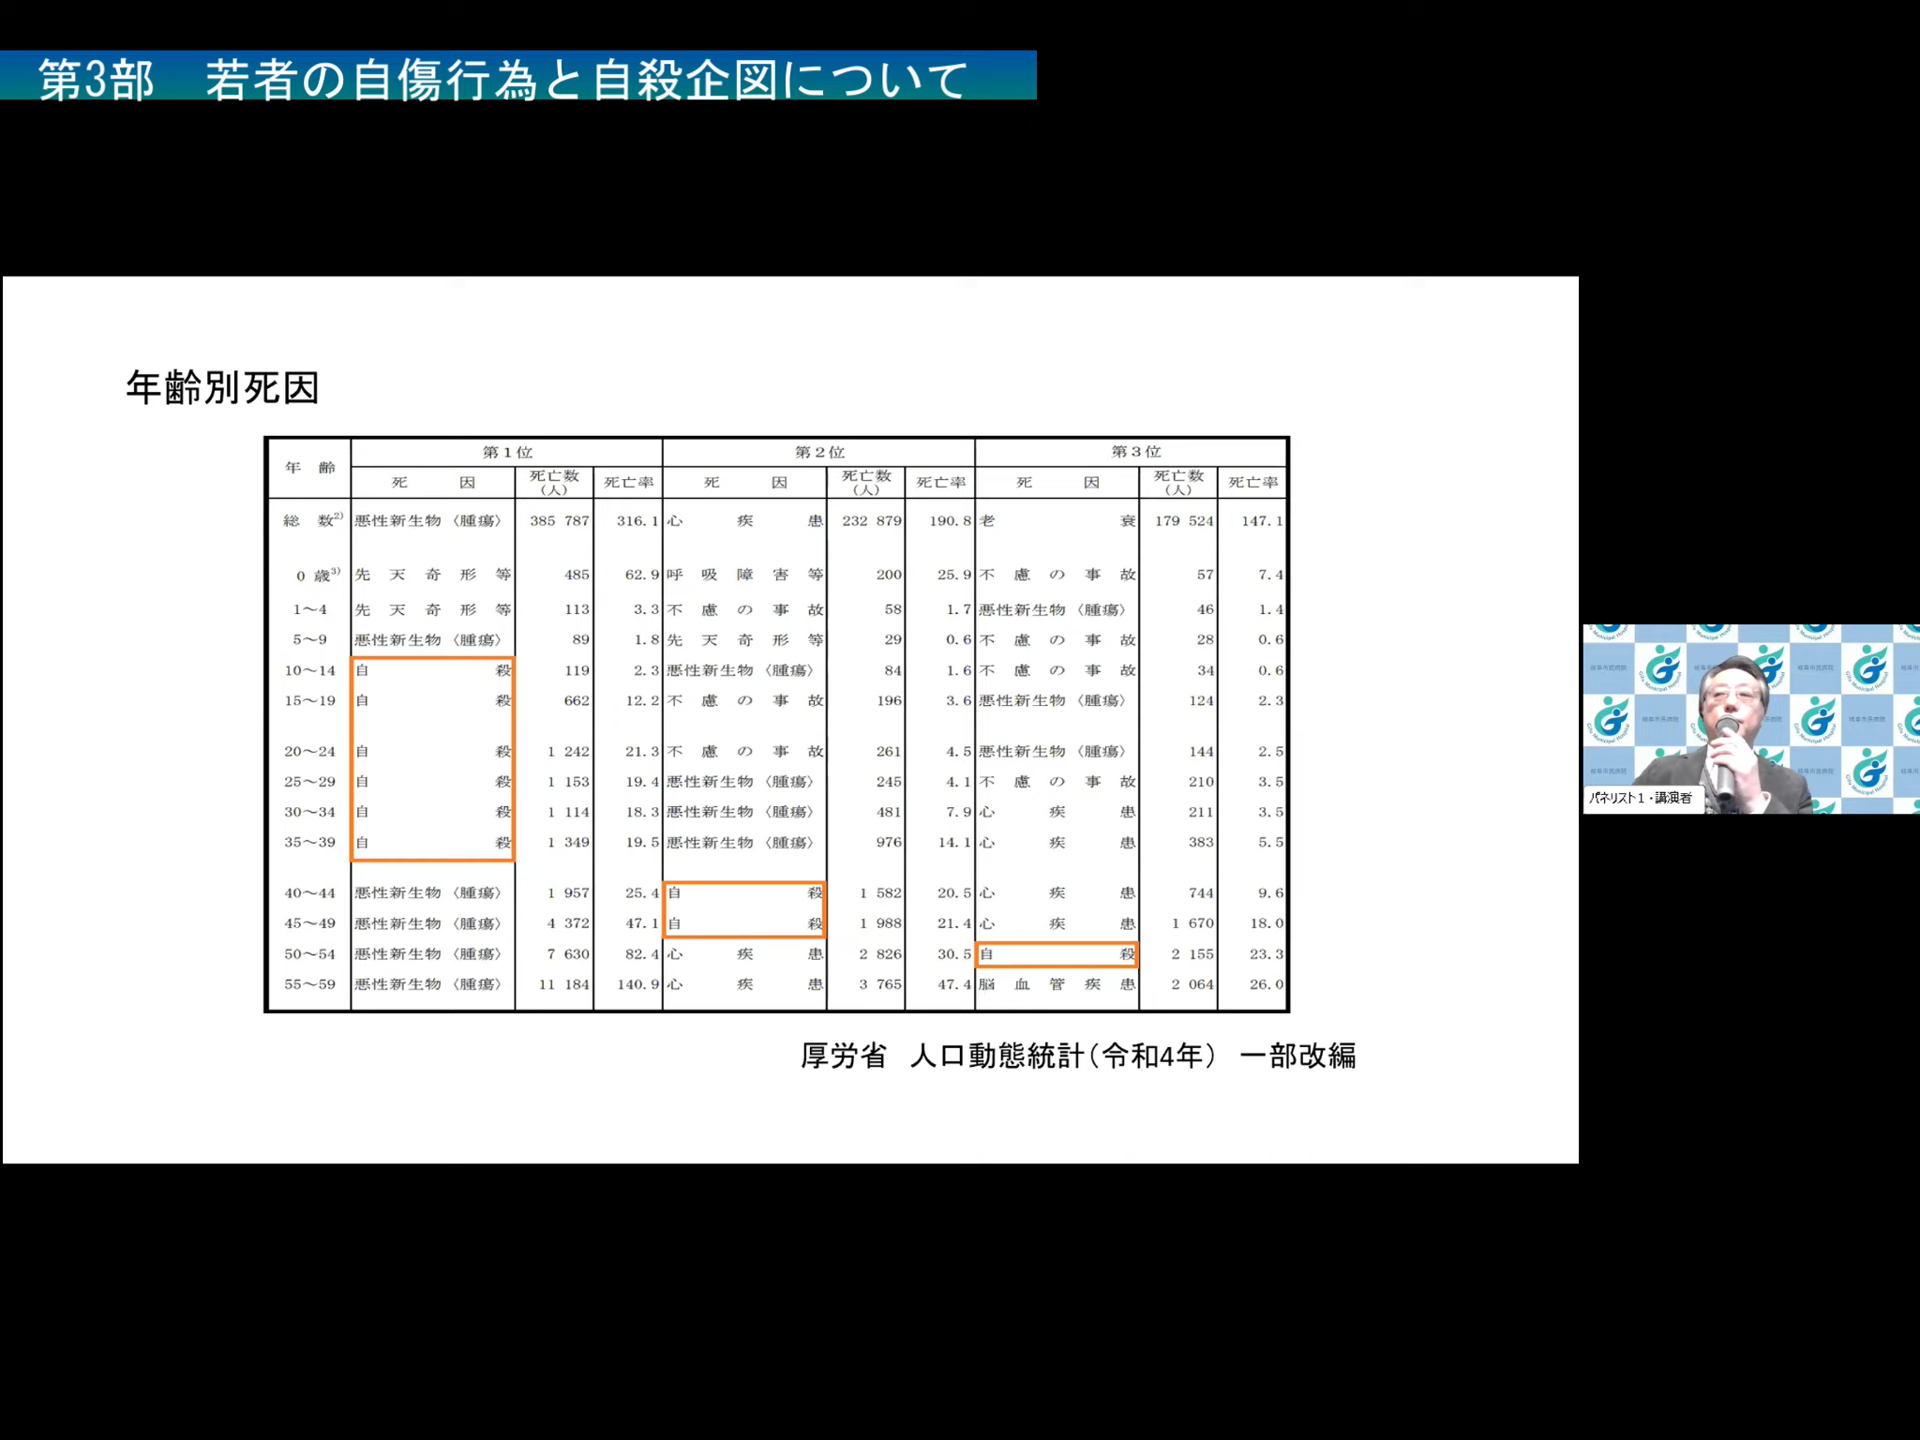 第3部 若者の自傷行為と自殺企図について
年齢別死因
年 齢 第1位 第2位 第3位
死因 死亡数(人) 死亡率 死因 死亡数(人) 死亡率 死因 死亡数(人) 死亡率
総 数2) 悪性新生物〈腫瘍〉 385 787 316.1 心疾患 232 879 190.8 老衰 179 524 147.1
0 歳3) 先天奇形等 485 62.9 呼吸障害等 200 25.9 不慮の事故 57 7.4
1～4 先天奇形等 113 3.3 不慮の事故 58 1.7 悪性新生物〈腫瘍〉 46 1.4
5～9 悪性新生物〈腫瘍〉 89 1.8 先天奇形等 29 0.6 不慮の事故 28 0.6
10～14 自殺 119 2.3 悪性新生物〈腫瘍〉 84 1.6 不慮の事故 34 0.6
15～19 自殺 662 12.2 不慮の事故 196 3.6 悪性新生物〈腫瘍〉 124 2.3
20～24 自殺 1 242 21.3 不慮の事故 261 4.5 悪性新生物〈腫瘍〉 144 2.5
25～29 自殺 1 153 19.4 悪性新生物〈腫瘍〉 245 4.1 不慮の事故 210 3.5
30～34 自殺 1 114 18.3 悪性新生物〈腫瘍〉 481 7.9 心疾患 211 3.5
35～39 自殺 1 349 19.5 悪性新生物〈腫瘍〉 976 14.1 心疾患 383 5.5
40～44 悪性新生物〈腫瘍〉 1 957 25.4 自殺 1 582 20.5 心疾患 744 9.6
45～49 悪性新生物〈腫瘍〉 4 372 47.1 自殺 1 988 21.4 心疾患 1 670 18.0
50～54 悪性新生物〈腫瘍〉 7 630 82.4 心疾患 2 826 30.5 自殺 2 155 23.3
55～59 悪性新生物〈腫瘍〉 11 184 140.9 心疾患 3 765 47.4 脳血管疾患 2 064 26.0
厚労省 人口動態統計(令和4年) 一部改編
岐阜市民病院
Gifu Municipal Hospital
パネリスト1・講演者